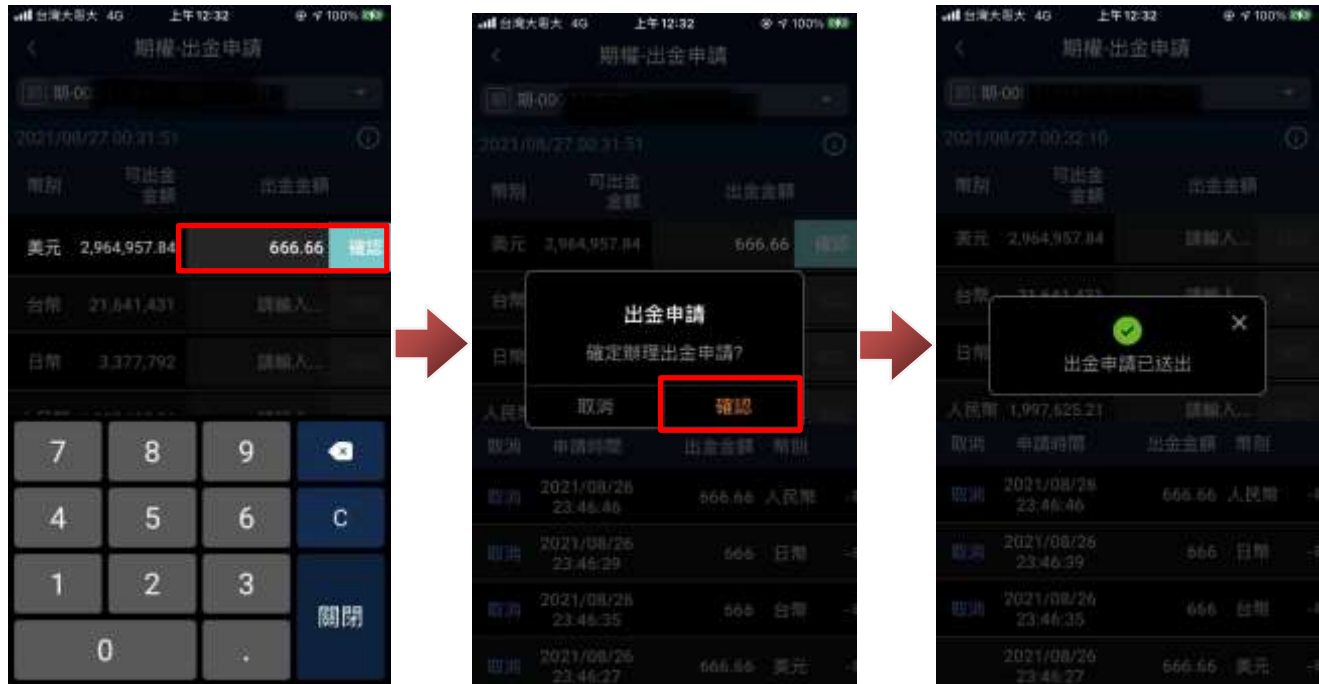 台灣大哥大 4G 上午12:32 100%
期權-出金申請
期 期-00
2021/08/27 00:31:51
幣別 可出金金額 出金金額
美元 2,964,957.84 666.66 確認
台幣 21,641,431 請輸入...
日幣 3,377,792 請輸入...
7 8 9
4 5 6 C
1 2 3
0 . 關閉
台灣大哥大 4G 上午12:32 100%
期權-出金申請
期 期-00
2021/08/27 00:31:51
幣別 可出金金額 出金金額
美元 2,964,957.84 666.66 確認
台幣
日幣
出金申請
確定辦理出金申請?
取消 確認
人民幣
取消 申請時間 出金金額 幣別
取消 2021/08/26 23:46:46 666.66 人民幣
取消 2021/08/26 23:46:39 666 日幣
取消 2021/08/26 23:46:35 666 台幣
取消 2021/08/26 23:46:27 666.66 美元
台灣大哥大 4G 上午12:32 100%
期權-出金申請
期 期-00
2021/08/27 00:32:10
幣別 可出金金額 出金金額
美元 2,964,957.84 請輸入...
台幣
日幣
出金申請已送出
人民幣 1,997,625.21 請輸入...
取消 申請時間 出金金額 幣別
取消 2021/08/26 23:46:46 666.66 人民幣
取消 2021/08/26 23:46:39 666 日幣
取消 2021/08/26 23:46:35 666 台幣
2021/08/26 23:46:27 666.66 美元